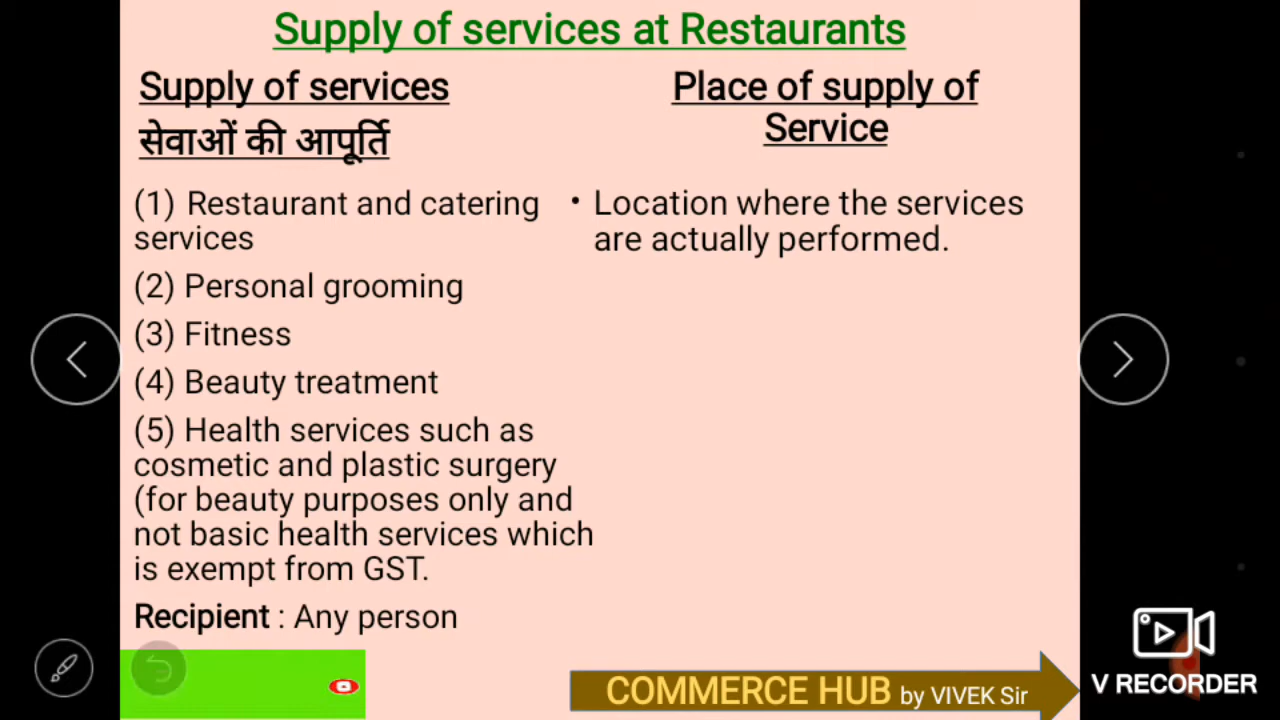 Supply of services at Restaurants
Supply of services
सेवाओं की आपूर्ति
Place of supply of
Service
(1) Restaurant and catering
services
(2) Personal grooming
(3) Fitness
(4) Beauty treatment
(5) Health services such as
cosmetic and plastic surgery
(for beauty purposes only and
not basic health services which
is exempt from GST.
Recipient : Any person
• Location where the services
are actually performed.
COMMERCE HUB by VIVEK Sir
V RECORDER